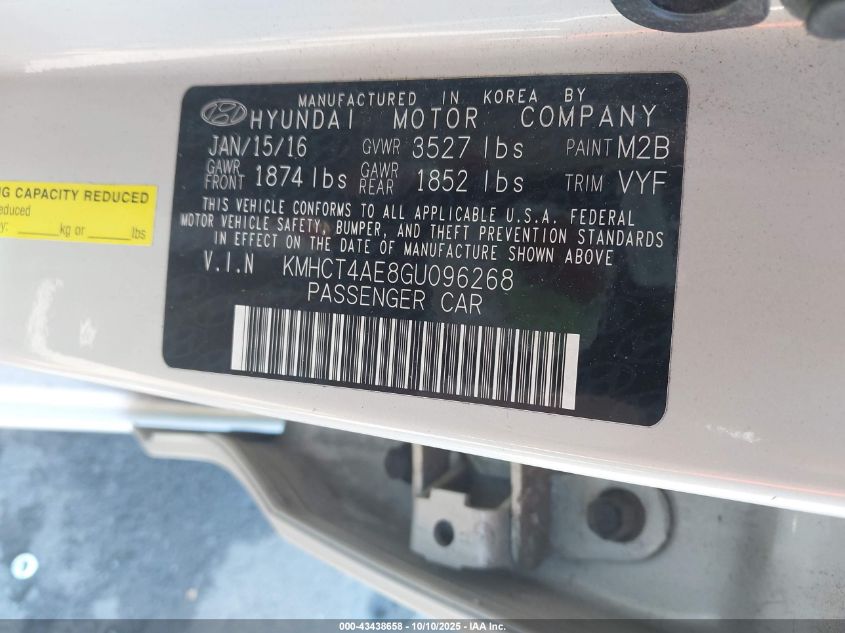 MANUFACTURED IN KOREA BY
HYUNDAI MOTOR COMPANY
JAN/15/16 GVWR 3527 lbs PAINT M2B
GAWR FRONT 1874 lbs GAWR REAR 1852 lbs TRIM VYF
THIS VEHICLE CONFORMS TO ALL APPLICABLE U.S.A. FEDERAL
MOTOR VEHICLE SAFETY, BUMPER, AND THEFT PREVENTION STANDARDS
IN EFFECT ON THE DATE OF MANUFACTURE SHOWN ABOVE
V.I.N KMHCT4AE8GU096268
PASSENGER CAR
NG CAPACITY REDUCED
educed
y: ______kg or ______lbs
000-43438658 - 10/10/2025 - © IAA Inc.